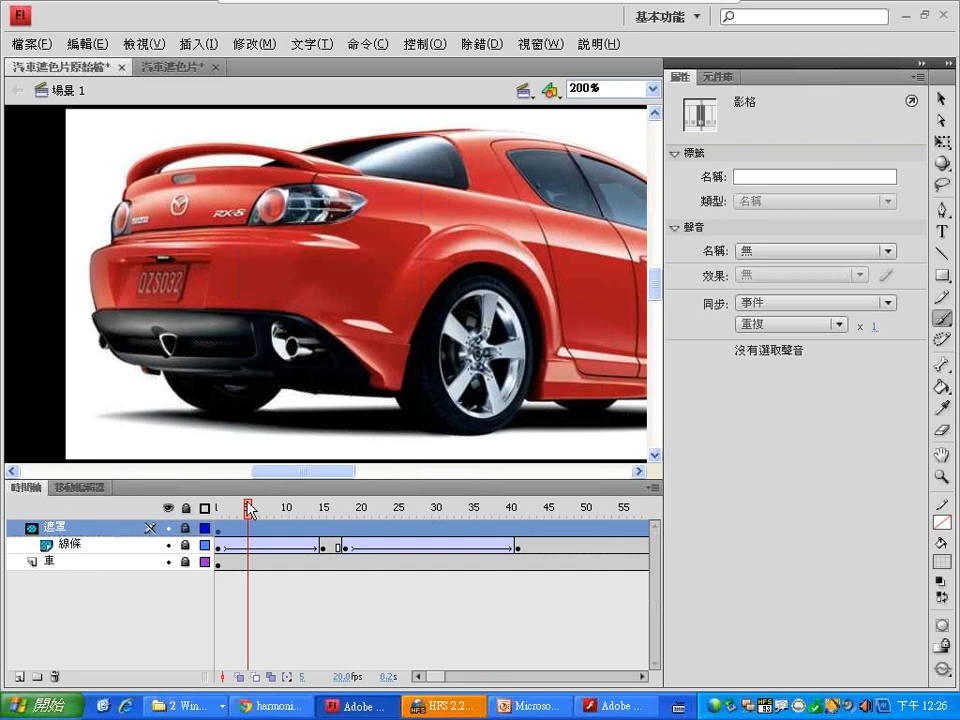 Fl
基本功能
檔案(F) 編輯(E) 檢視(V) 插入(I) 修改(M) 文字(T) 命令(C) 控制(O) 除錯(D) 視窗(W) 說明(H)
汽車遮色片原始檔* × 汽車遮色片* ×
場景 1
200%
RX-8
OZSO32
屬性 元件庫
影格
標籤
名稱:
類型: 名稱
聲音
名稱: 無
效果: 無
同步: 事件
重複 x 1
沒有選取聲音
時間軸 移動編輯器
10 15 20 25 30 35 40 45 50 55
遮罩
線條
車
5 20.0fps 0.2s
開始
2 Win...
harmoni...
Adobe ...
HFS 2.2...
Microso...
Adobe ...
下午 12:26